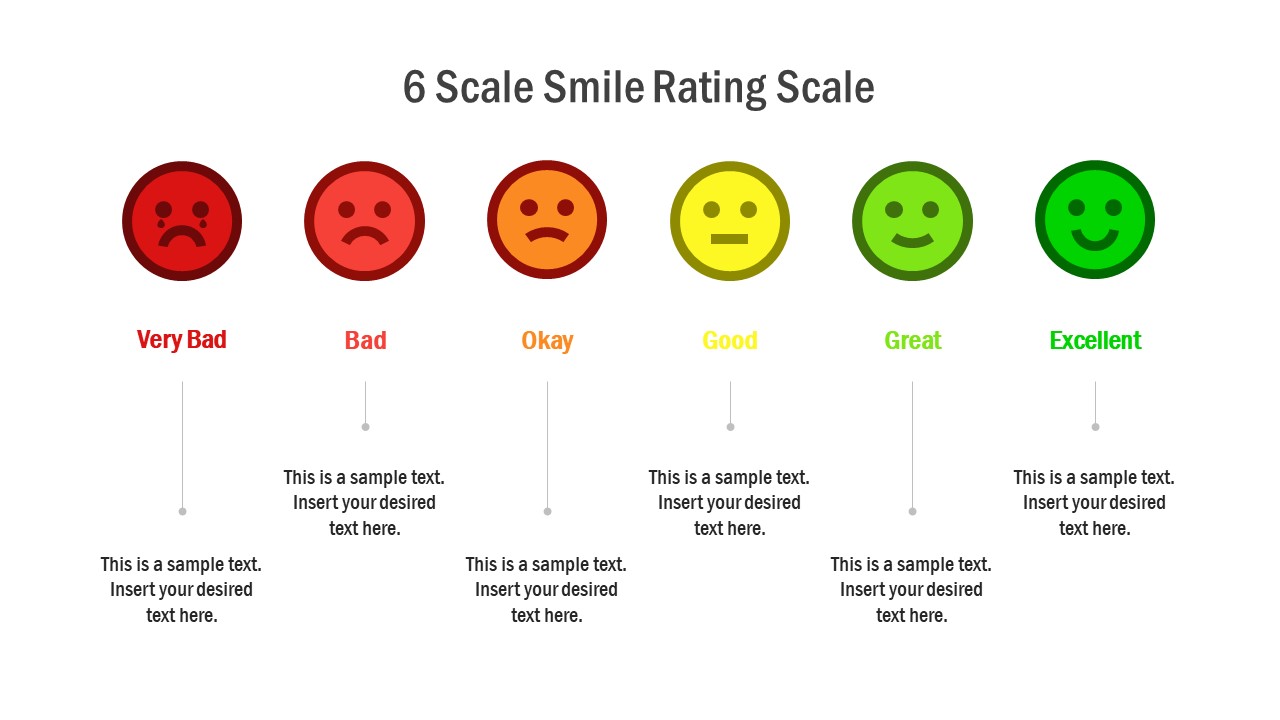 6 Scale Smile Rating Scale
Very Bad
Bad
Okay
Good
Great
Excellent
This is a sample text.
Insert your desired
text here.
This is a sample text.
Insert your desired
text here.
This is a sample text.
Insert your desired
text here.
This is a sample text.
Insert your desired
text here.
This is a sample text.
Insert your desired
text here.
This is a sample text.
Insert your desired
text here.